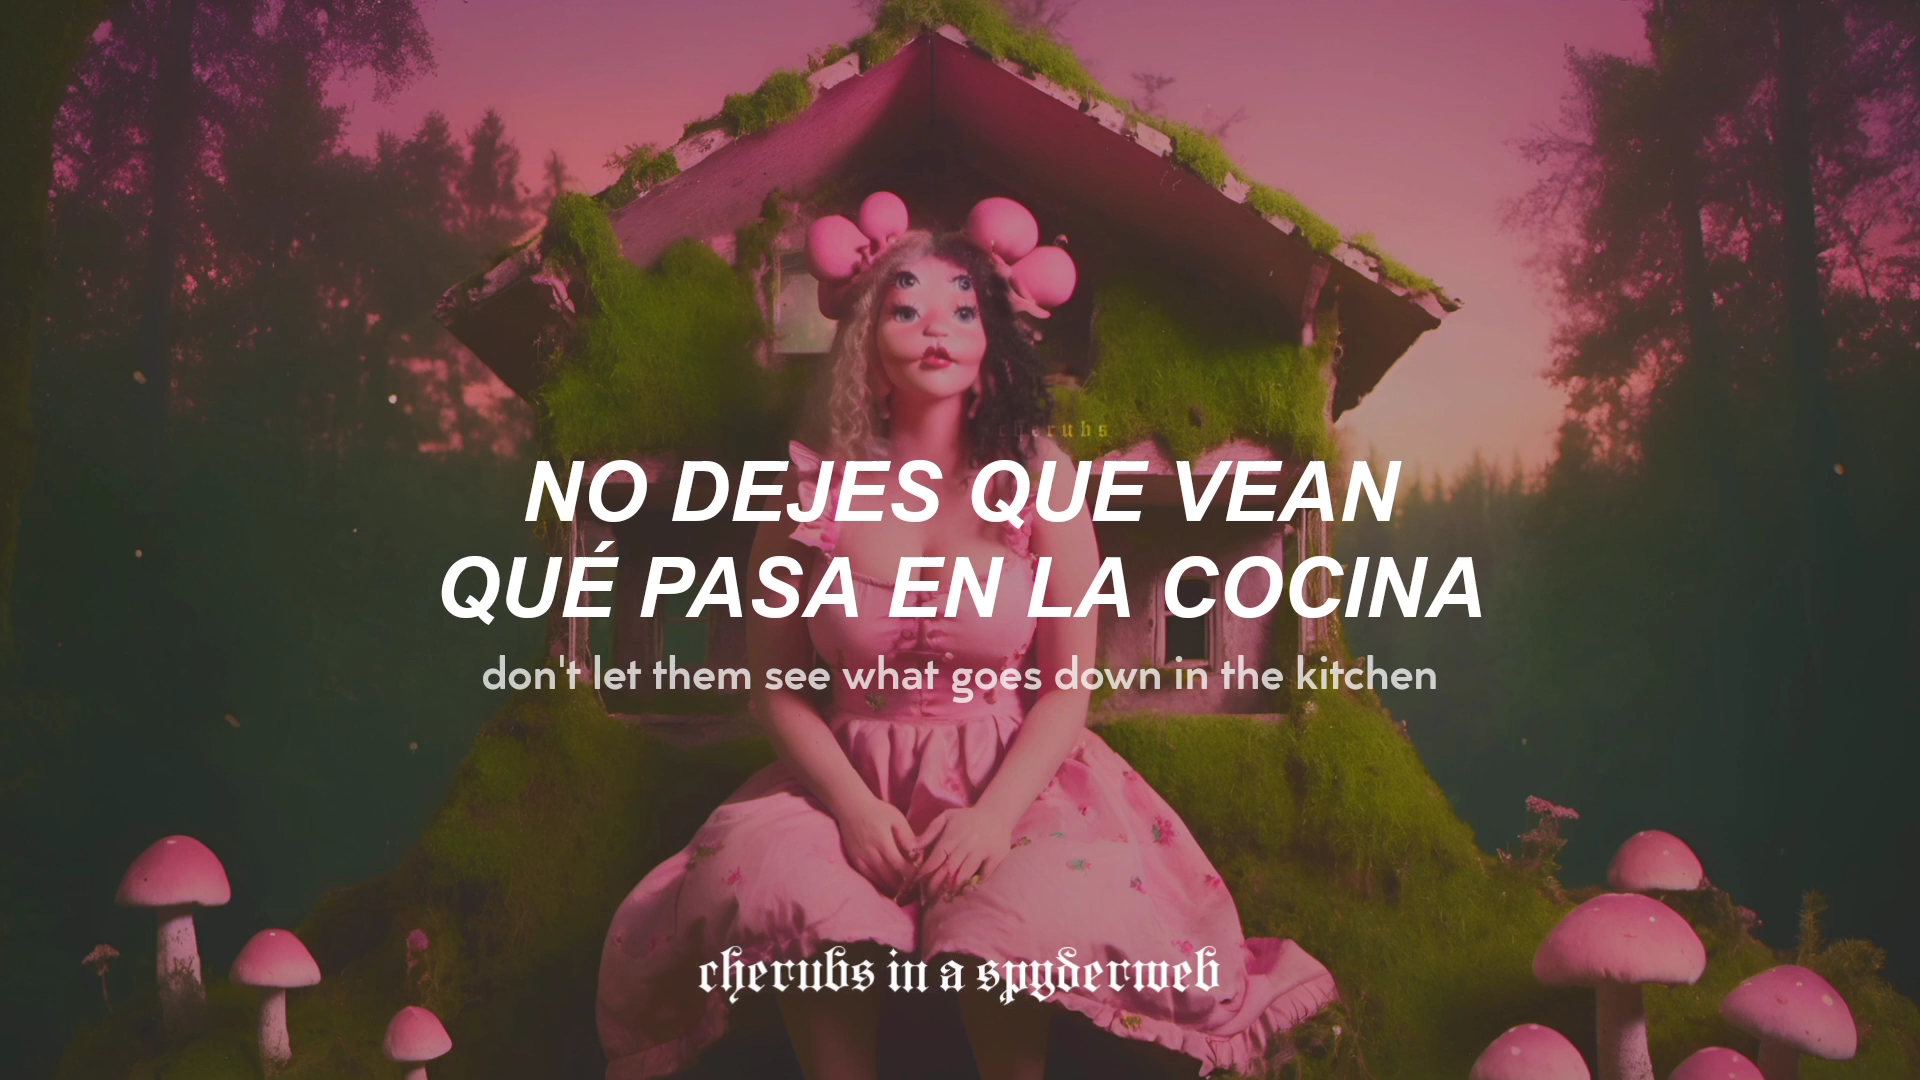 cherubs
NO DEJES QUE VEAN
QUÉ PASA EN LA COCINA
don't let them see what goes down in the kitchen
cherubs in a spyderweb